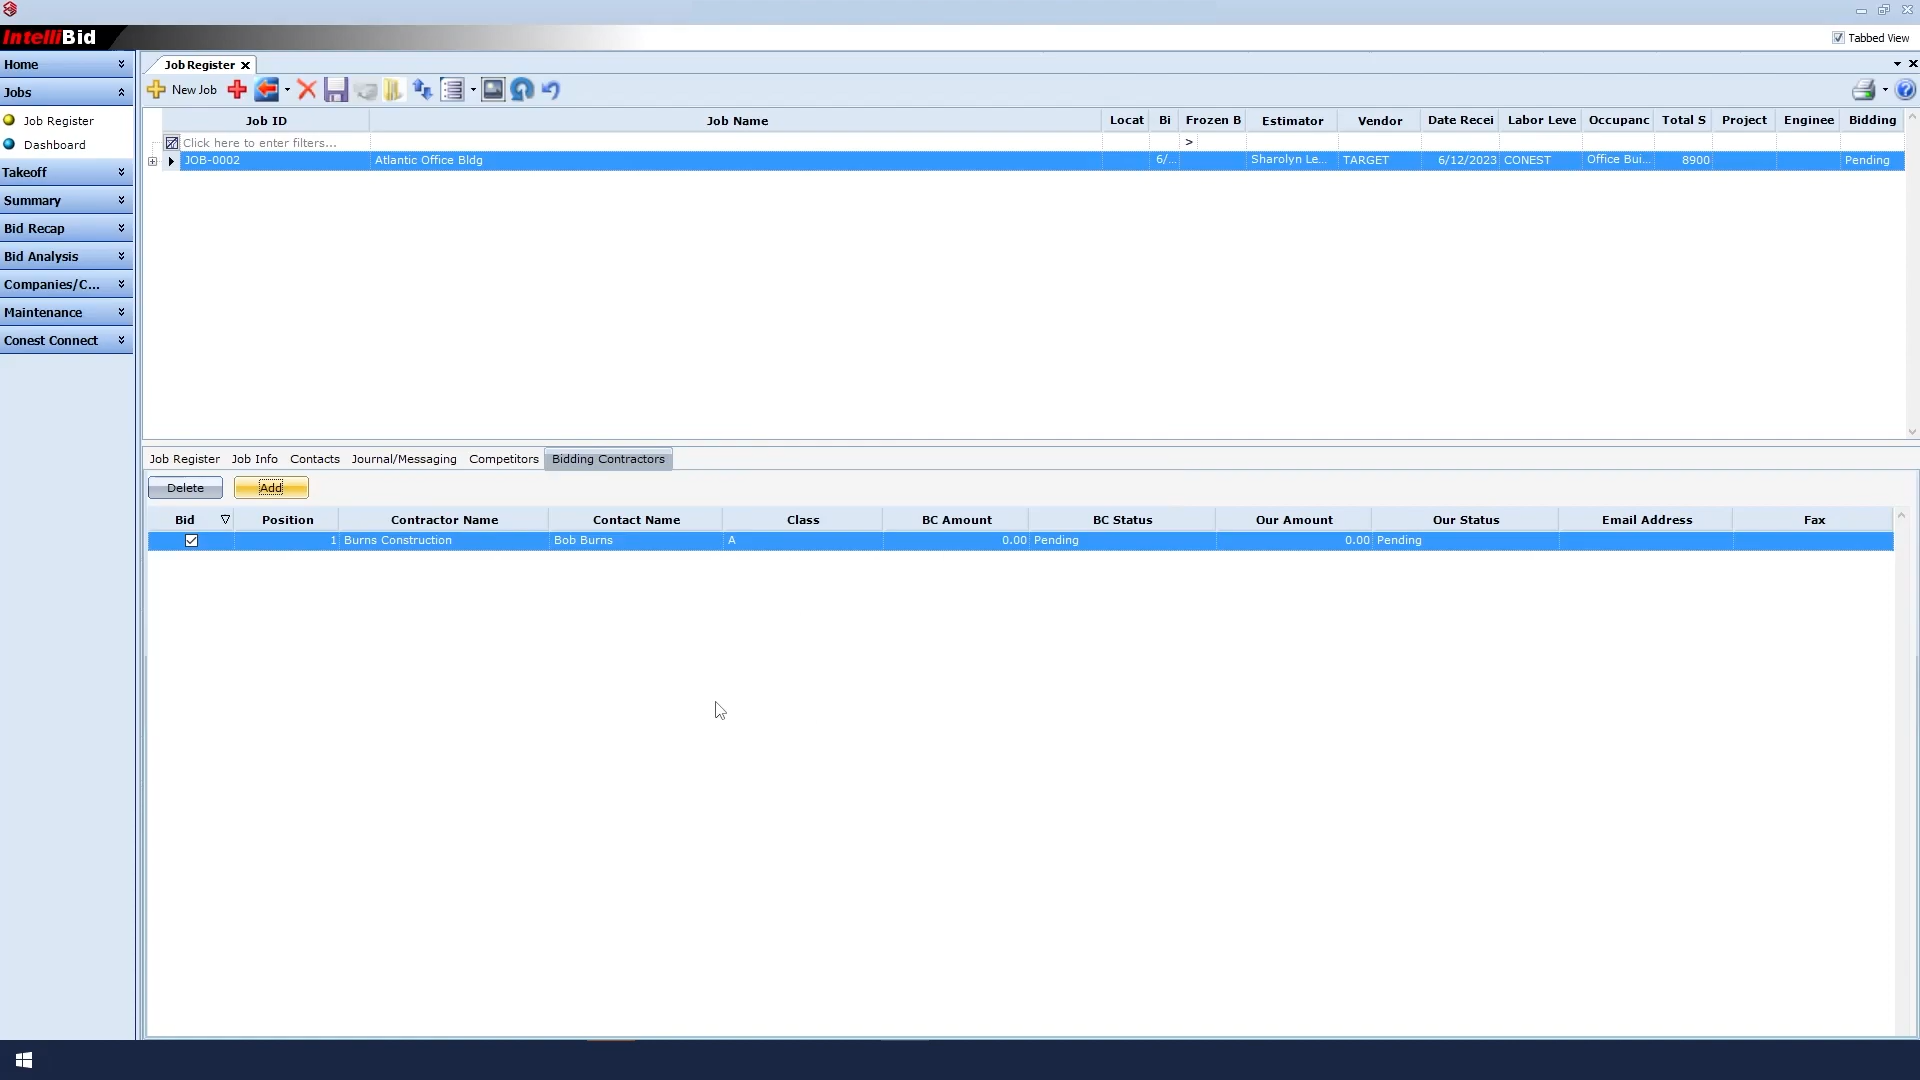 IntelliBid
Tabbed View
Home
Jobs
Job Register
Dashboard
Takeoff
Summary
Bid Recap
Bid Analysis
Companies/C...
Maintenance
Conest Connect
Job Register
New Job
Job ID Job Name Locat Bi Frozen B Estimator Vendor Date Recei Labor Leve Occupanc Total S Project Enginee Bidding
Click here to enter filters... >
JOB-0002 Atlantic Office Bldg 6/... Sharolyn Le... TARGET 6/12/2023 CONEST Office Bui... 8900 Pending
Job Register Job Info Contacts Journal/Messaging Competitors Bidding Contractors
Delete Add
Bid Position Contractor Name Contact Name Class BC Amount BC Status Our Amount Our Status Email Address Fax
1 Burns Construction Bob Burns A 0.00 Pending 0.00 Pending